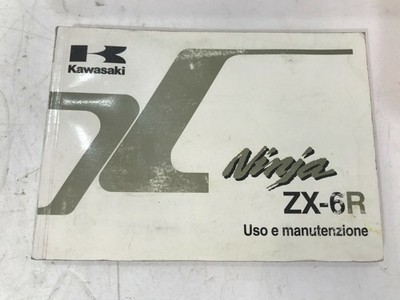 Kawasaki
Ninja
ZX-6R
Uso e manutenzione